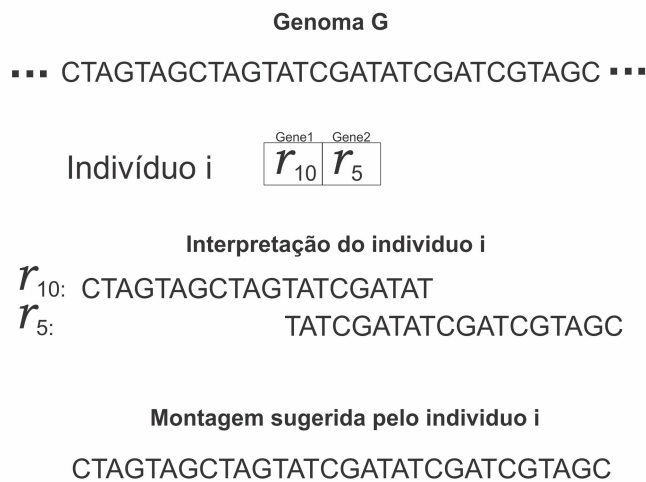 Genoma G
... CTAGTAGCTAGTATCGATATCGATCGTAGC ...
Gene1 Gene2
Indivíduo i r10 r5
Interpretação do individuo i
r10: CTAGTAGCTAGTATCGATAT
r5: TATCGATATCGATCGTAGC
Montagem sugerida pelo individuo i
CTAGTAGCTAGTATCGATATCGATCGTAGC